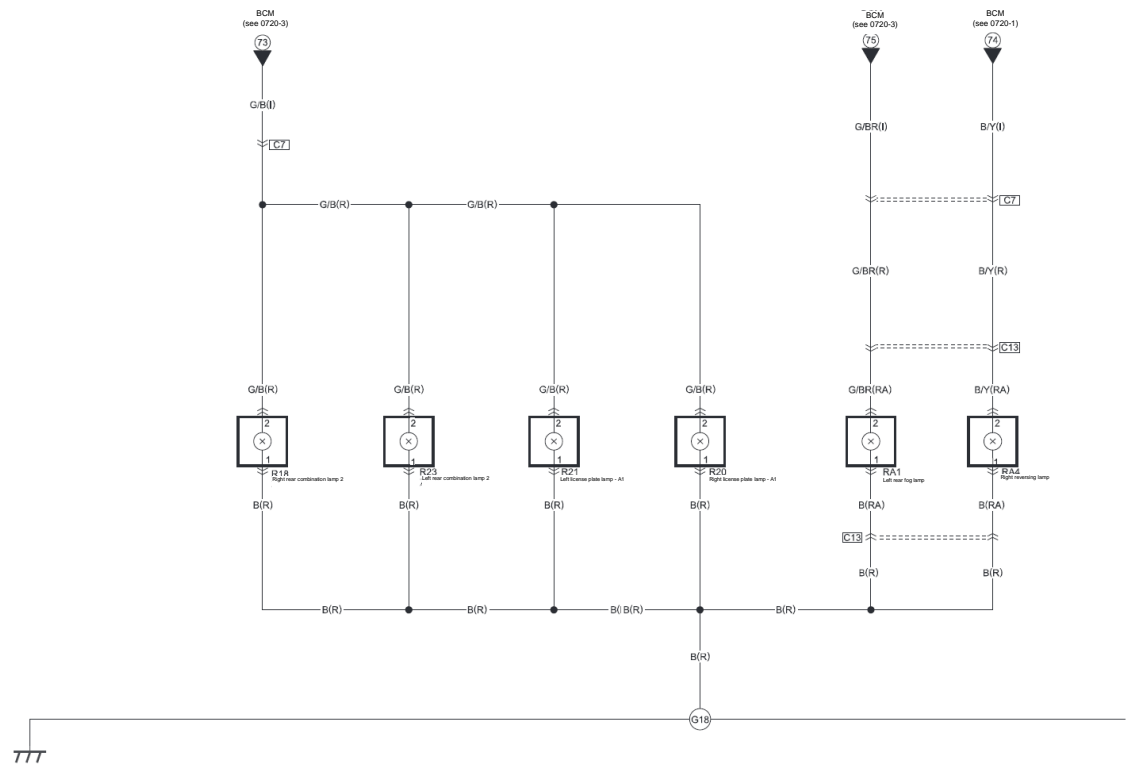 BCM
(see 0720-3)
73
BCM
(see 0720-3)
75
BCM
(see 0720-1)
74
G/B(I)
G/BR(I)
B/Y(I)
C7
C7
G/B(R)
G/B(R)
G/BR(R)
B/Y(R)
C13
G/B(R)
G/B(R)
G/B(R)
G/B(R)
G/BR(RA)
B/Y(RA)
2
2
2
2
2
2
1
1
1
1
1
1
R18
Right rear combination lamp 2
R23
Left rear combination lamp 2
R21
Left license plate lamp - A1
R20
Right license plate lamp - A1
RA1
Left rear fog lamp
RA4
Right reversing lamp
B(R)
B(R)
B(R)
B(R)
B(RA)
B(RA)
C13
B(R)
B(R)
B(R)
B(R)
B(R)
B(R)
B(R)
G18